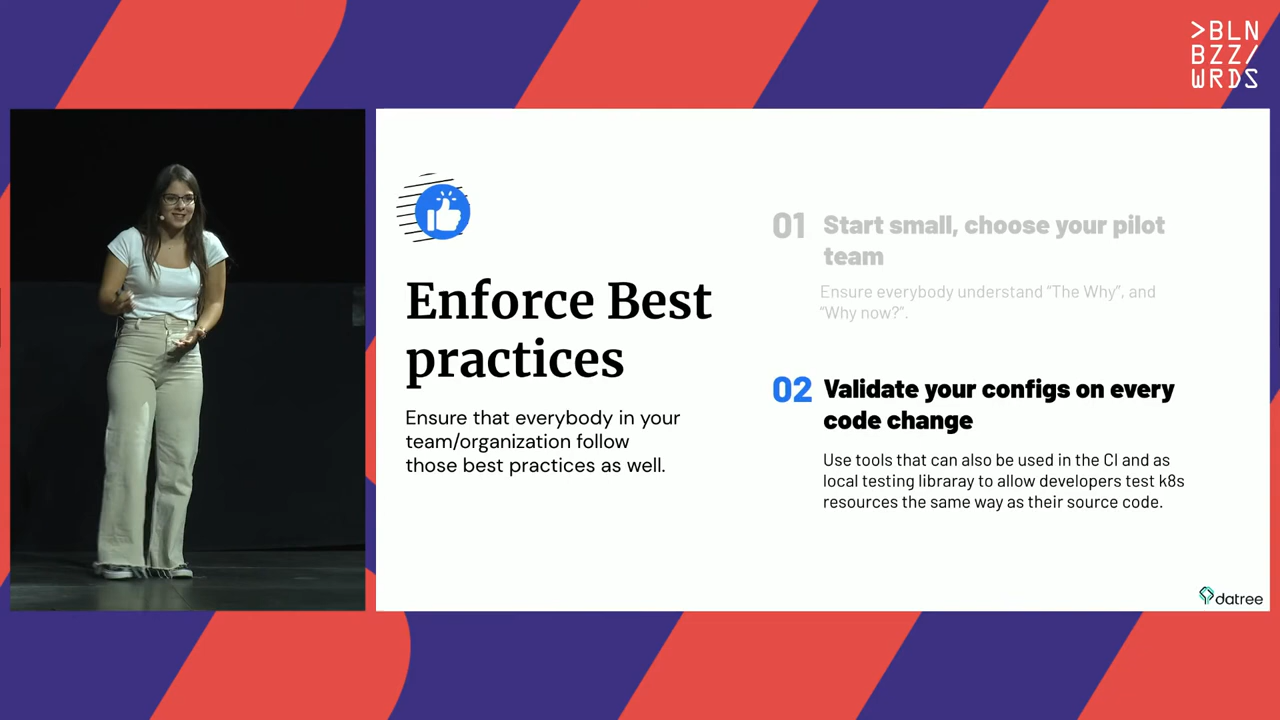 >BLN
BZZ/
WRDS
Enforce Best
practices
Ensure that everybody in your
team/organization follow
those best practices as well.
01 Start small, choose your pilot
team
Ensure everybody understand “The Why”, and
“Why now?”.
02 Validate your configs on every
code change
Use tools that can also be used in the CI and as
local testing libraray to allow developers test k8s
resources the same way as their source code.
datree